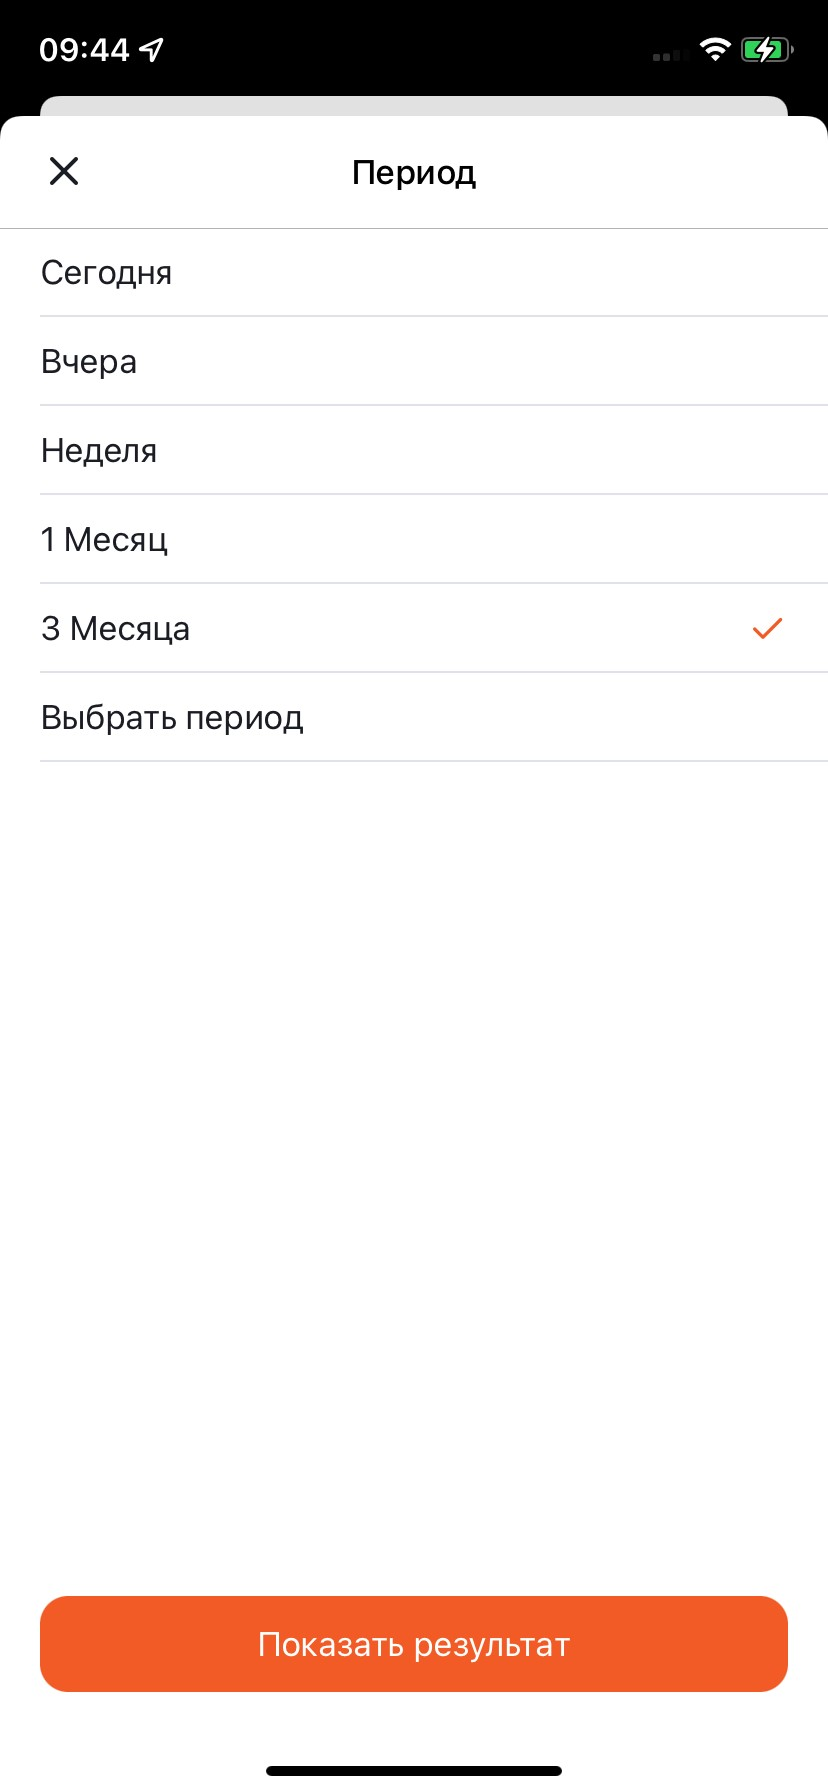 09:44
Период
Сегодня
Вчера
Неделя
1 Месяц
3 Месяца
Выбрать период
Показать результат